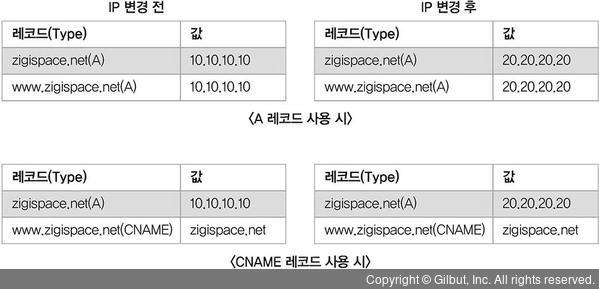 IP 변경 전 IP 변경 후
레코드(Type) 값 레코드(Type) 값
zigispace.net(A) 10.10.10.10 zigispace.net(A) 20.20.20.20
www.zigispace.net(A) 10.10.10.10 www.zigispace.net(A) 20.20.20.20
<A 레코드 사용 시>
레코드(Type) 값 레코드(Type) 값
zigispace.net(A) 10.10.10.10 zigispace.net(A) 20.20.20.20
www.zigispace.net(CNAME) zigispace.net www.zigispace.net(CNAME) zigispace.net
<CNAME 레코드 사용 시>
Copyright © Gilbut, Inc. All rights reserved.